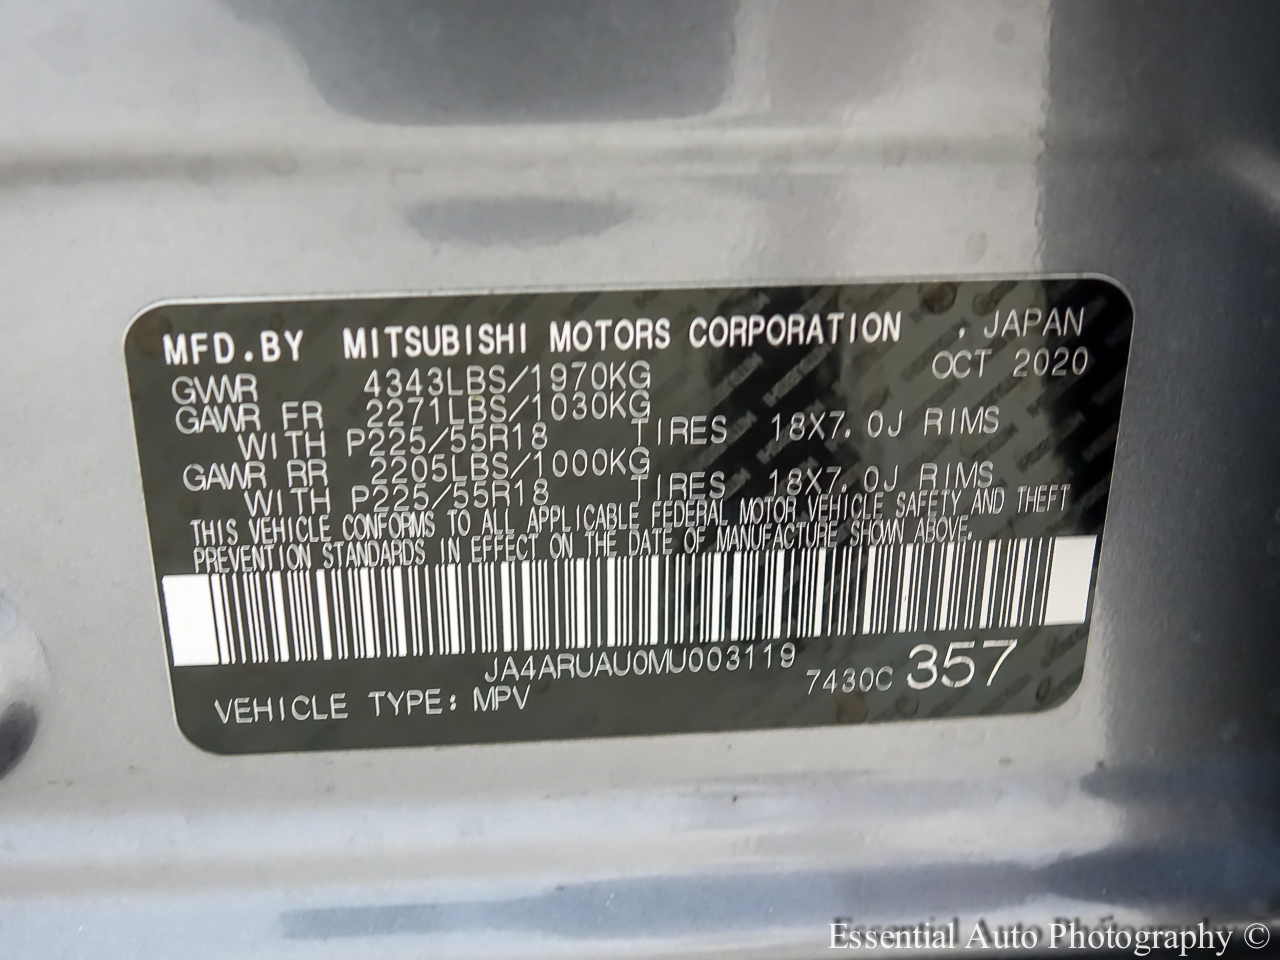 MFD.BY MITSUBISHI MOTORS CORPORATION , JAPAN
GVWR 4343LBS/1970KG OCT 2020
GAWR FR 2271LBS/1030KG
WITH P225/55R18 TIRES 18X7.0J RIMS
GAWR RR 2205LBS/1000KG
WITH P225/55R18 TIRES 18X7.0J RIMS
THIS VEHICLE CONFORMS TO ALL APPLICABLE FEDERAL MOTOR VEHICLE SAFETY AND THEFT
PREVENTION STANDARDS IN EFFECT ON THE DATE OF MANUFACTURE SHOWN ABOVE.
JA4ARUAU0MU003119
7430C 357
VEHICLE TYPE: MPV
Essential Auto Photography ©